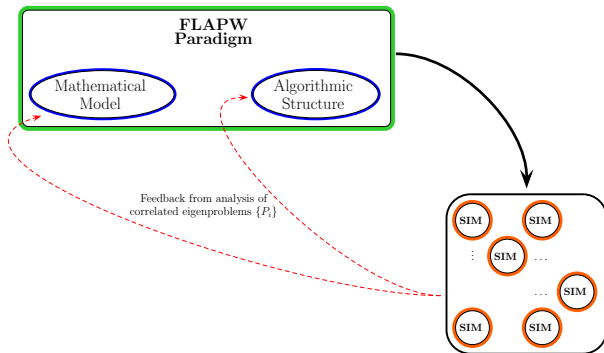 FLAPW
Paradigm
Mathematical
Model
Algorithmic
Structure
Feedback from analysis of
correlated eigenproblems {P_i}
SIM SIM
⋮ SIM ...
... SIM
SIM SIM